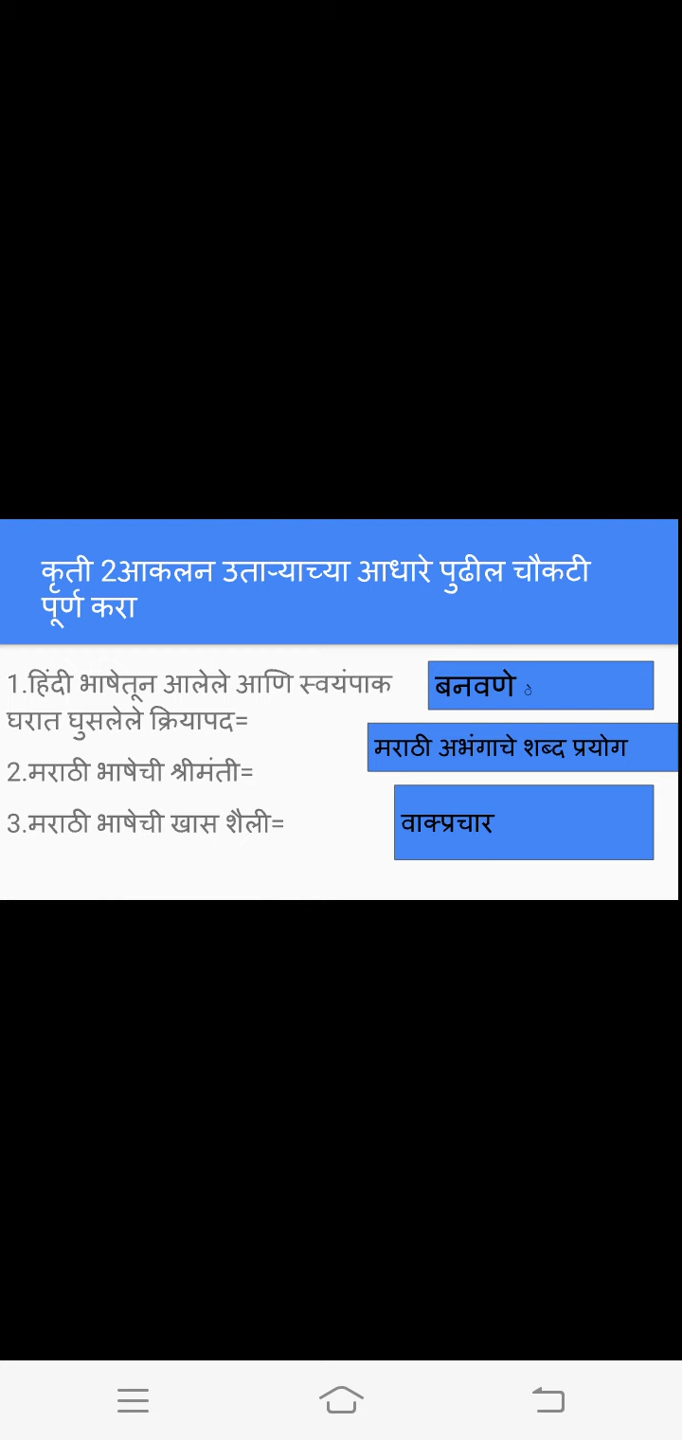 कृती 2आकलन उताऱ्याच्या आधारे पुढील चौकटी
पूर्ण करा
1.हिंदी भाषेतून आलेले आणि स्वयंपाक
घरात घुसलेले क्रियापद=
बनवणे
2.मराठी भाषेची श्रीमंती=
मराठी अभंगाचे शब्द प्रयोग
3.मराठी भाषेची खास शैली=
वाक्प्रचार